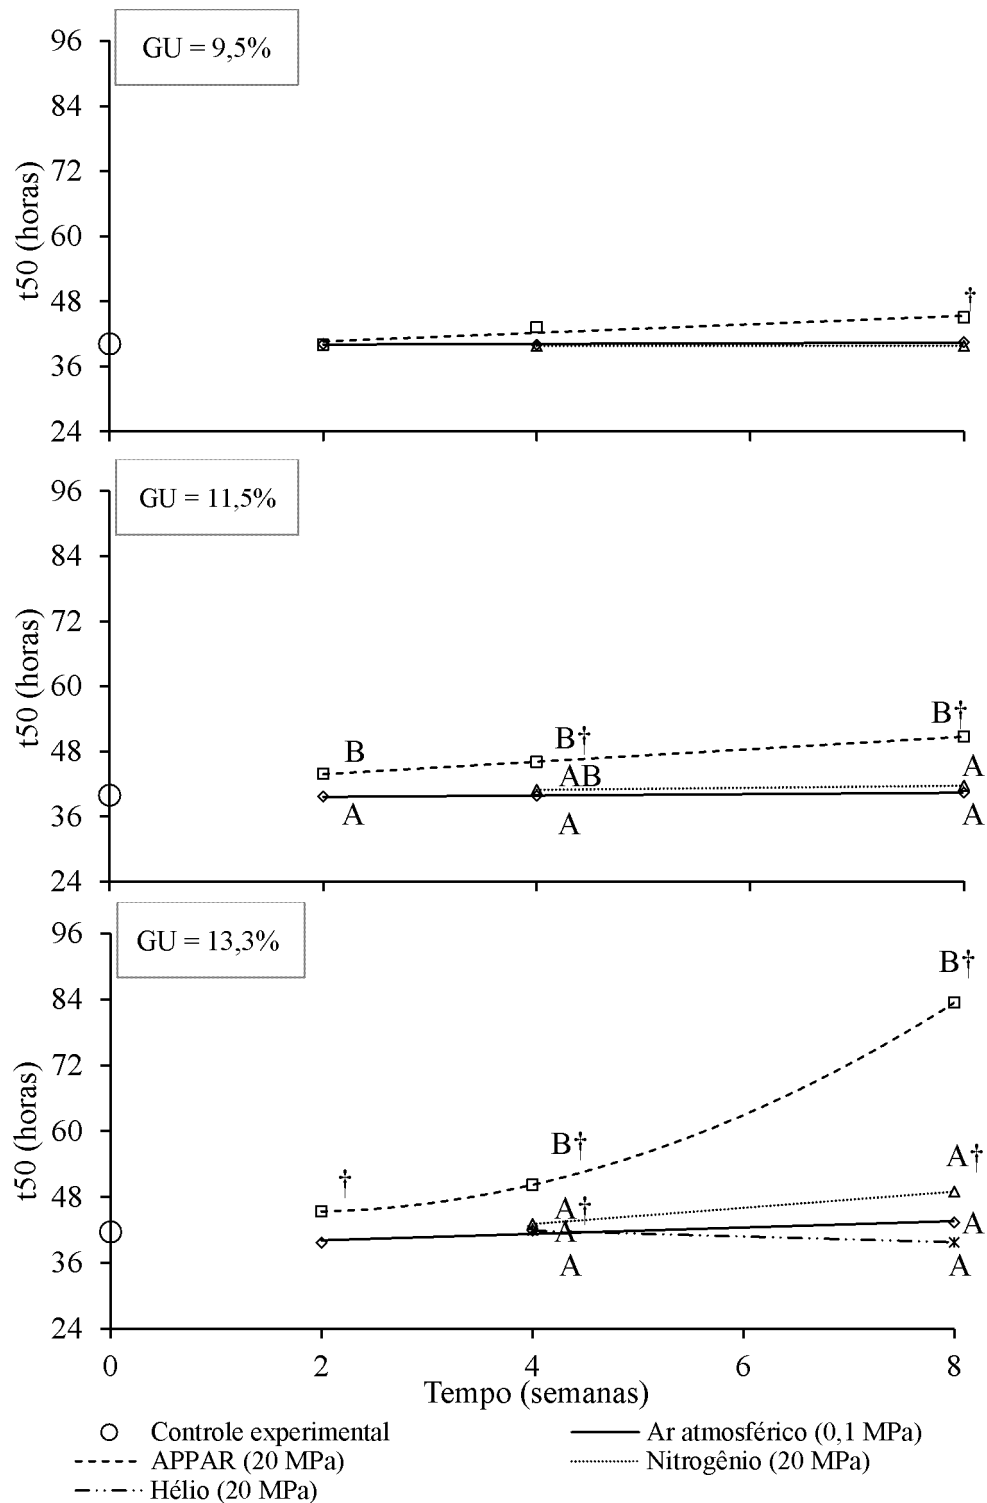 96
GU = 9,5%
84
72
60
48
†
36
24
t50 (horas)
96
GU = 11,5%
84
72
60
48
36
24
t50 (horas)
B
B†
B†
AB
A
A
A
A
96
GU = 13,3%
84
72
60
48
36
24
t50 (horas)
B†
B†
†
A†
A†
A
A
A
A
0 2 4 6 8
Tempo (semanas)
Controle experimental Ar atmosférico (0,1 MPa)
APPAR (20 MPa) Nitrogênio (20 MPa)
Hélio (20 MPa)